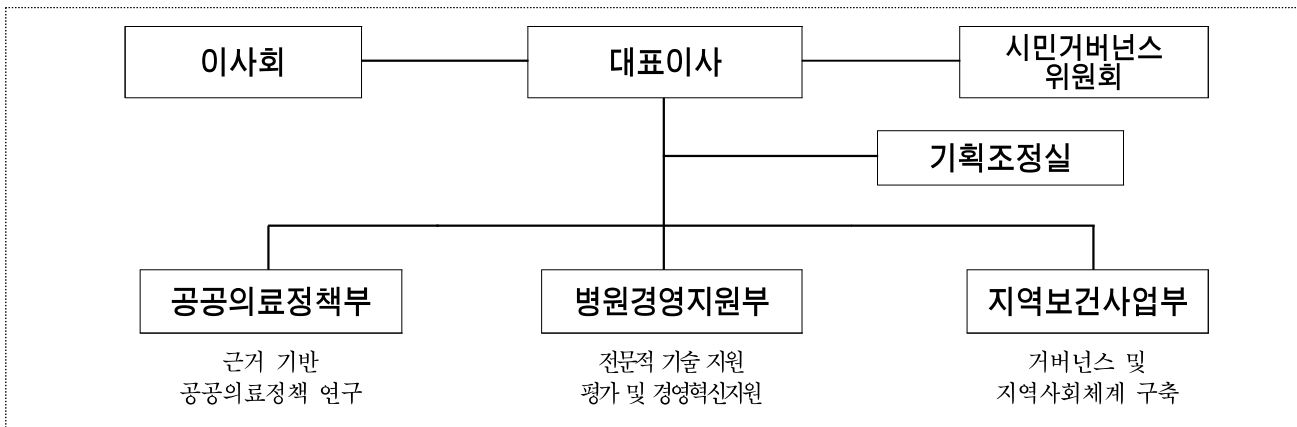 이사회
대표이사
시민거버넌스
위원회
기획조정실
공공의료정책부
병원경영지원부
지역보건사업부
근거 기반
공공의료정책 연구
전문적 기술 지원
평가 및 경영혁신지원
거버넌스 및
지역사회체계 구축